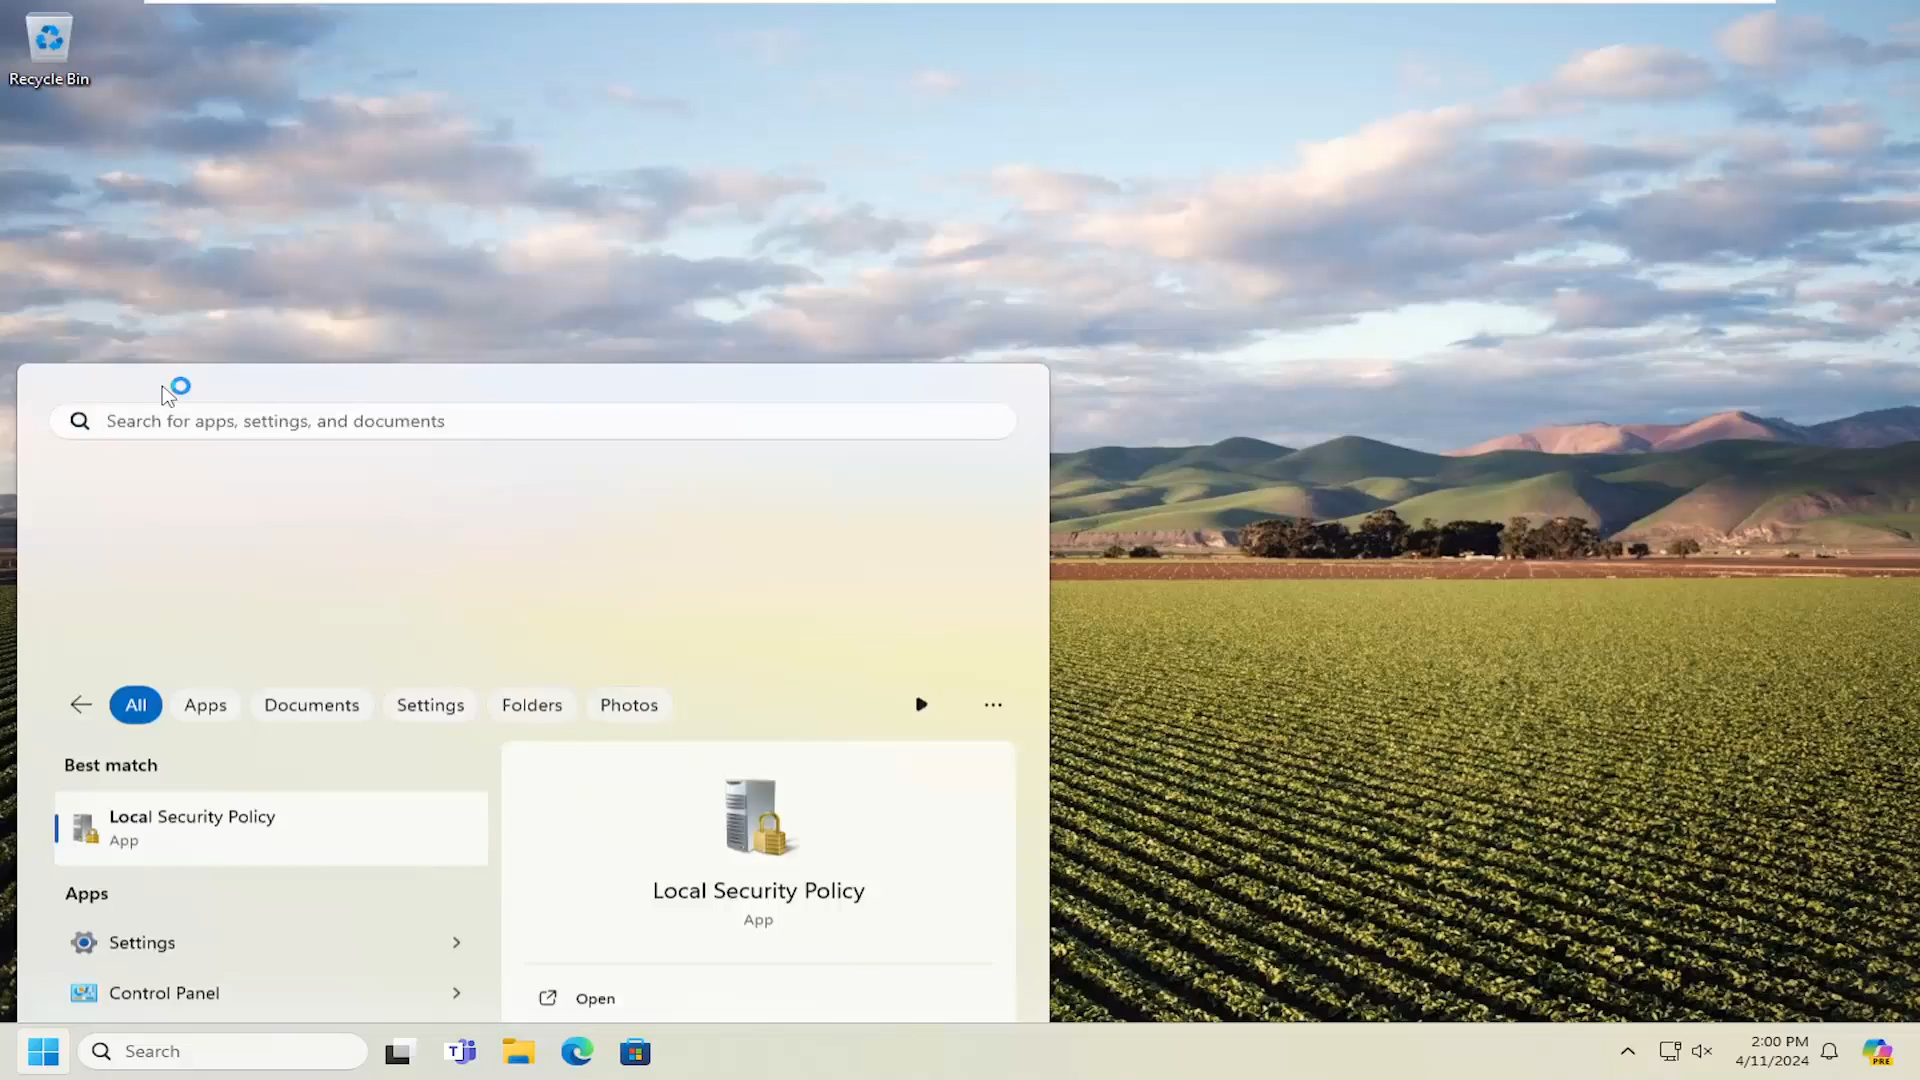 Recycle Bin
Search for apps, settings, and documents
All Apps Documents Settings Folders Photos
Best match
Local Security Policy
App
Apps
Settings
Control Panel
Local Security Policy
App
Open
Search
T
2:00 PM
4/11/2024
PRE